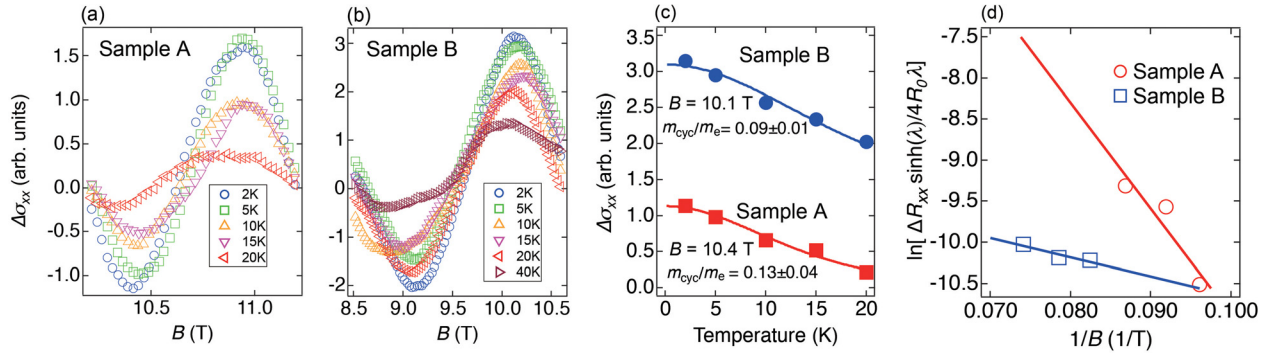 (a)
Sample A
Δσxx (arb. units)
1.5
1.0
0.5
0.0
-0.5
-1.0
2K
5K
10K
15K
20K
10.5
11.0
B (T)
(b)
Sample B
3
2
1
0
-1
-2
2K
5K
10K
15K
20K
40K
8.5
9.0
9.5
10.0
10.5
B (T)
(c)
Δσxx (arb. units)
3.5
3.0
2.5
2.0
1.5
1.0
0.5
0.0
Sample B
B = 10.1 T
mcyc/me = 0.09±0.01
Sample A
B = 10.4 T
mcyc/me = 0.13±0.04
0
5
10
15
20
Temperature (K)
(d)
ln[ ΔRxx sinh(λ)/4R0λ]
-7.5
-8.0
-8.5
-9.0
-9.5
-10.0
-10.5
Sample A
Sample B
0.070
0.080
0.090
0.100
1/B (1/T)